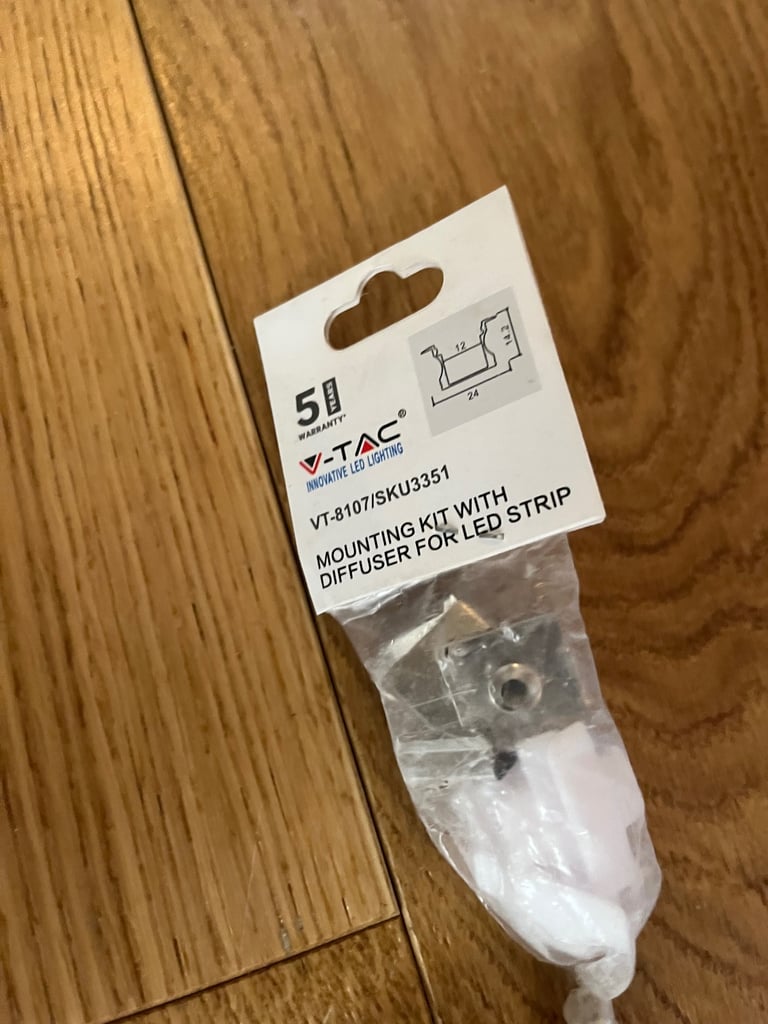 12
14.2
24
5 YEARS
WARRANTY*
V-TAC®
INNOVATIVE LED LIGHTING
VT-8107/SKU3351
MOUNTING KIT WITH
DIFFUSER FOR LED STRIP